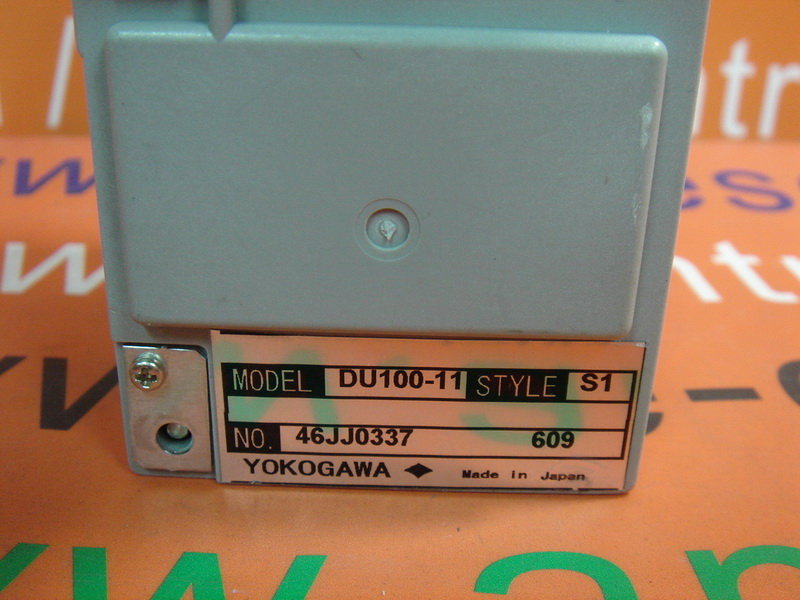 MODEL DU100-11 STYLE S1
NO. 46JJ0337 609
YOKOGAWA ◆ Made in Japan